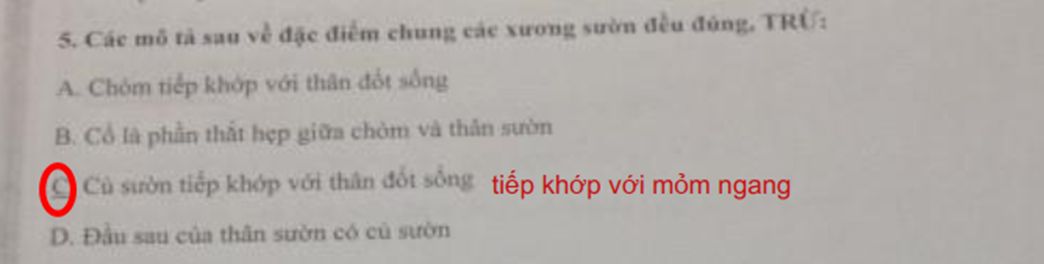 5. Các mô tả sau về đặc điểm chung các xương sườn đều đúng, TRỪ:
A. Chỏm tiếp khớp với thân đốt sống
B. Cổ là phần thắt hẹp giữa chỏm và thân sườn
C. Củ sườn tiếp khớp với thân đốt sống tiếp khớp với mỏm ngang
D. Đầu sau của thân sườn có củ sườn